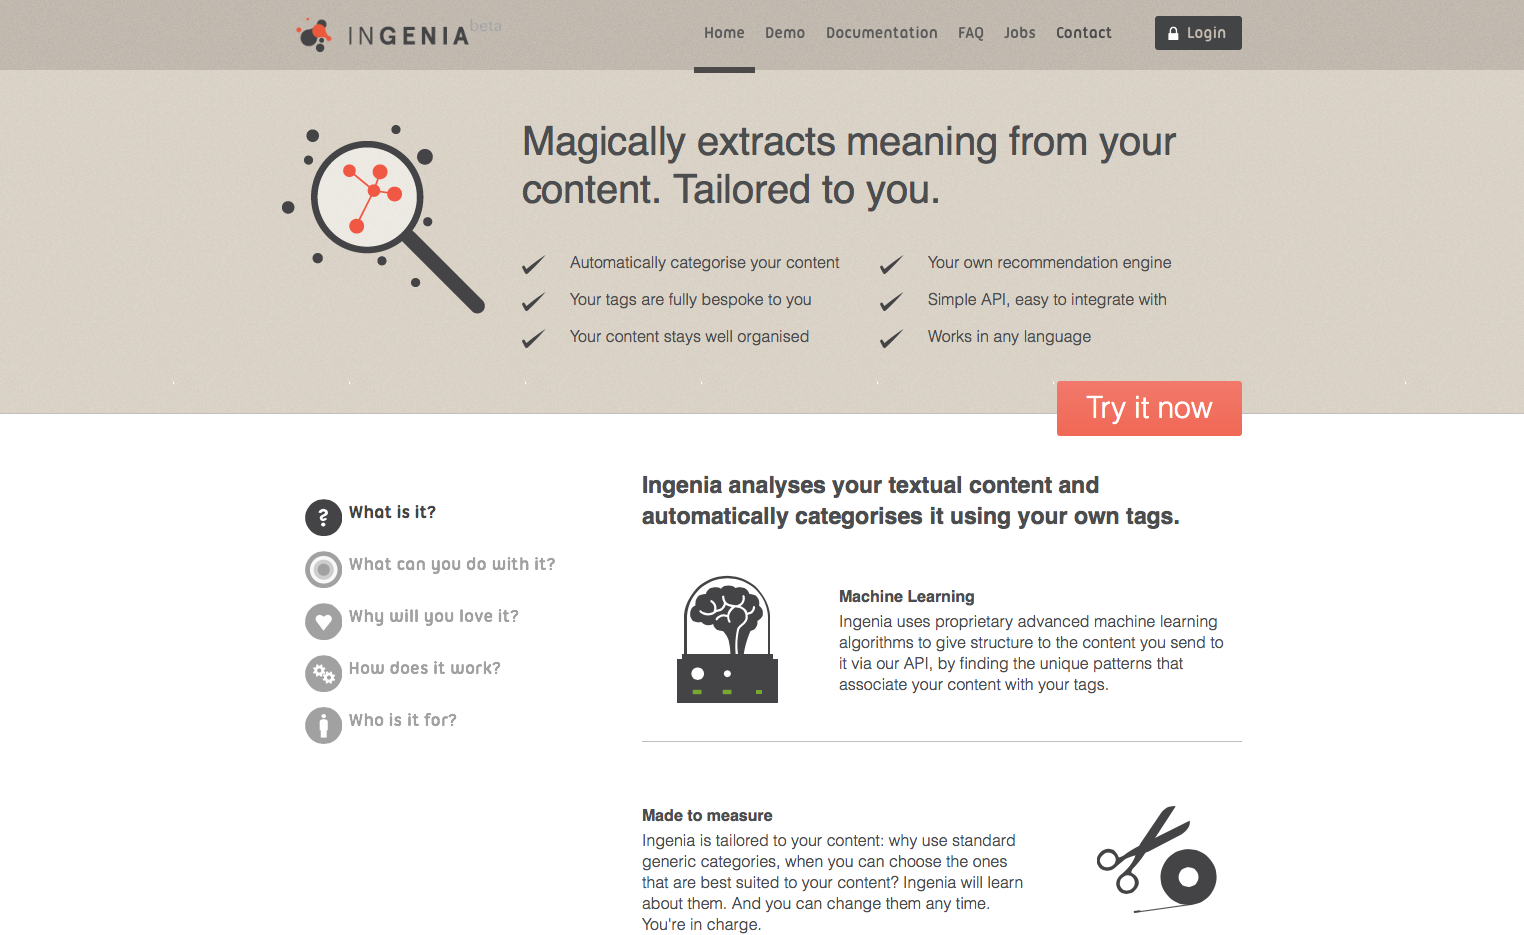 INGENIA beta
Home Demo Documentation FAQ Jobs Contact Login
Magically extracts meaning from your
content. Tailored to you.
Automatically categorise your content
Your own recommendation engine
Your tags are fully bespoke to you
Simple API, easy to integrate with
Your content stays well organised
Works in any language
Try it now
What is it?
What can you do with it?
Why will you love it?
How does it work?
Who is it for?
Ingenia analyses your textual content and
automatically categorises it using your own tags.
Machine Learning
Ingenia uses proprietary advanced machine learning
algorithms to give structure to the content you send to
it via our API, by finding the unique patterns that
associate your content with your tags.
Made to measure
Ingenia is tailored to your content: why use standard
generic categories, when you can choose the ones
that are best suited to your content? Ingenia will learn
about them. And you can change them any time.
You're in charge.